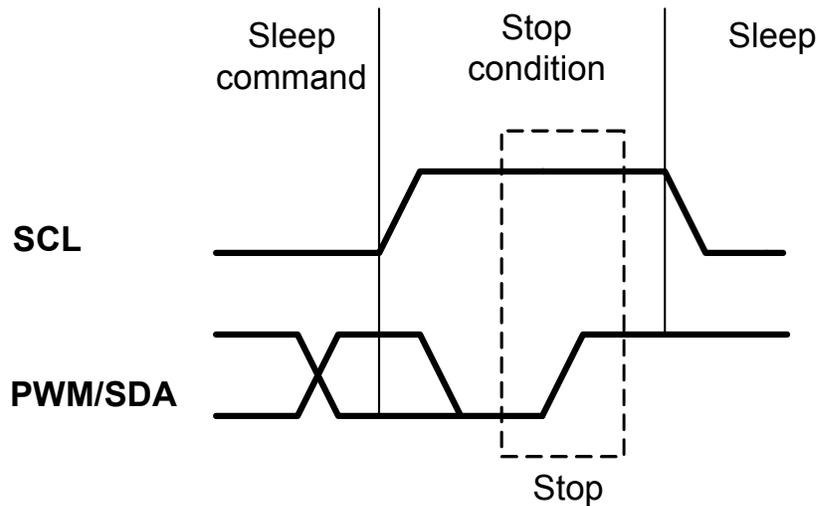 Sleep
command
Stop
condition
Sleep
SCL
PWM/SDA
Stop